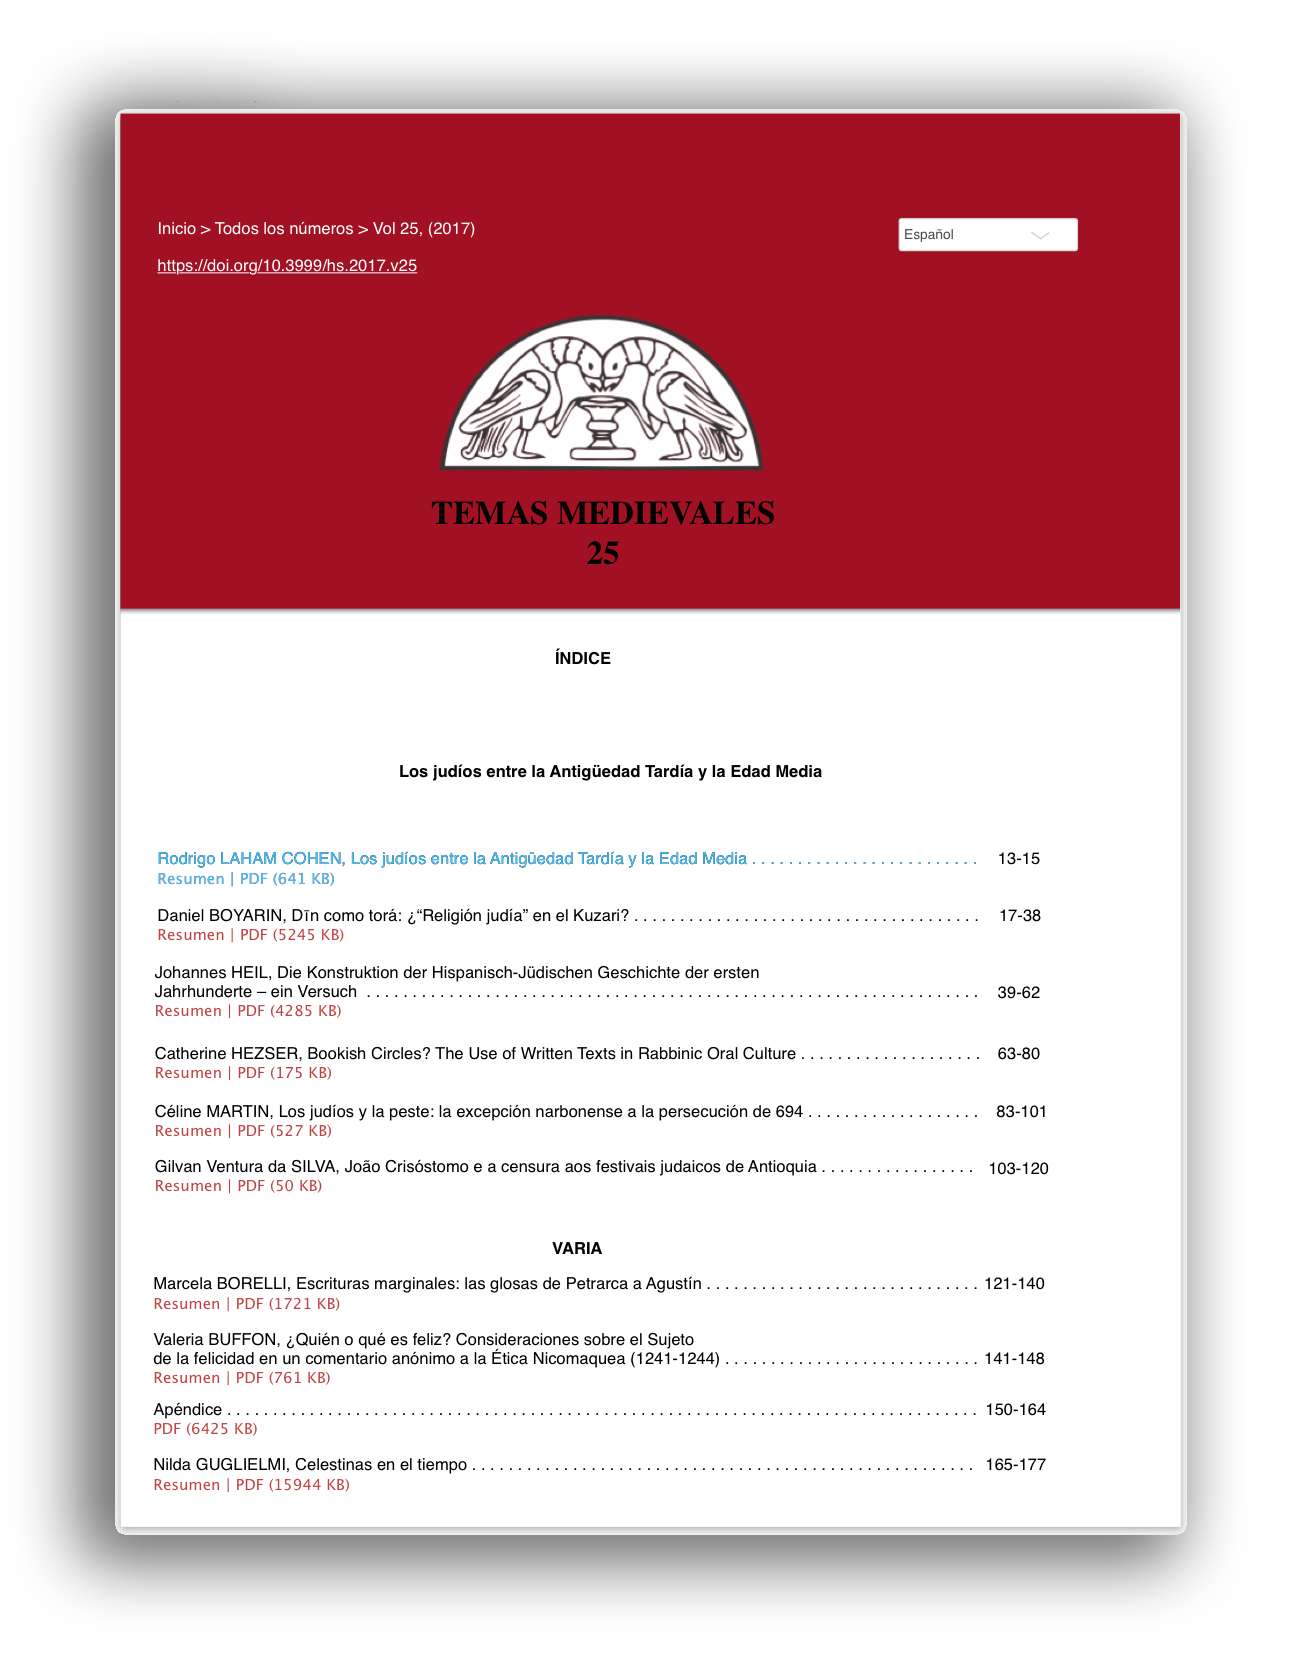 Inicio > Todos los números > Vol 25, (2017)
Español
https://doi.org/10.3999/hs.2017.v25
TEMAS MEDIEVALES
25
ÍNDICE
Los judíos entre la Antigüedad Tardía y la Edad Media
Rodrigo LAHAM COHEN, Los judíos entre la Antigüedad Tardía y la Edad Media . . . . . . . . . . . . . . . . . . . . . . . . . 13-15
Resumen | PDF (641 KB)
Daniel BOYARIN, Dīn como torá: ¿“Religión judía” en el Kuzari? . . . . . . . . . . . . . . . . . . . . . . . . . . . . . . . . . . . . . . 17-38
Resumen | PDF (5245 KB)
Johannes HEIL, Die Konstruktion der Hispanisch-Jüdischen Geschichte der ersten
Jahrhunderte – ein Versuch . . . . . . . . . . . . . . . . . . . . . . . . . . . . . . . . . . . . . . . . . . . . . . . . . . . . . . . . . . . . . . . . . . . 39-62
Resumen | PDF (4285 KB)
Catherine HEZSER, Bookish Circles? The Use of Written Texts in Rabbinic Oral Culture . . . . . . . . . . . . . . . . . . . . 63-80
Resumen | PDF (175 KB)
Céline MARTIN, Los judíos y la peste: la excepción narbonense a la persecución de 694 . . . . . . . . . . . . . . . . . . . 83-101
Resumen | PDF (527 KB)
Gilvan Ventura da SILVA, João Crisóstomo e a censura aos festivais judaicos de Antioquia . . . . . . . . . . . . . . . . . 103-120
Resumen | PDF (50 KB)
VARIA
Marcela BORELLI, Escrituras marginales: las glosas de Petrarca a Agustín . . . . . . . . . . . . . . . . . . . . . . . . . . . . . . 121-140
Resumen | PDF (1721 KB)
Valeria BUFFON, ¿Quién o qué es feliz? Consideraciones sobre el Sujeto
de la felicidad en un comentario anónimo a la Ética Nicomaquea (1241-1244) . . . . . . . . . . . . . . . . . . . . . . . . . . . . 141-148
Resumen | PDF (761 KB)
Apéndice . . . . . . . . . . . . . . . . . . . . . . . . . . . . . . . . . . . . . . . . . . . . . . . . . . . . . . . . . . . . . . . . . . . . . . . . . . . . . . . . . . 150-164
PDF (6425 KB)
Nilda GUGLIELMI, Celestinas en el tiempo . . . . . . . . . . . . . . . . . . . . . . . . . . . . . . . . . . . . . . . . . . . . . . . . . . . . . . . 165-177
Resumen | PDF (15944 KB)